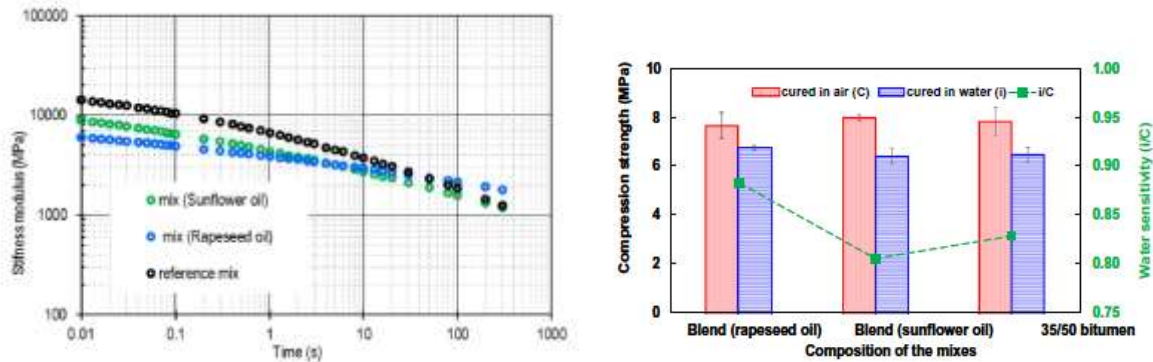 100000
10000
1000
100
0.01 0.1 1 10 100 1000
Time (s)
Stifness modulus (MPa)
mix (Sunflower oil)
mix (Rapeseed oil)
reference mix
10
8
6
4
2
0
Compression strength (MPa)
cured in air (C) cured in water (i) i/C
1.00
0.95
0.90
0.85
0.80
0.75
Water sensitivity (i/C)
Blend (rapeseed oil) Blend (sunflower oil) 35/50 bitumen
Composition of the mixes